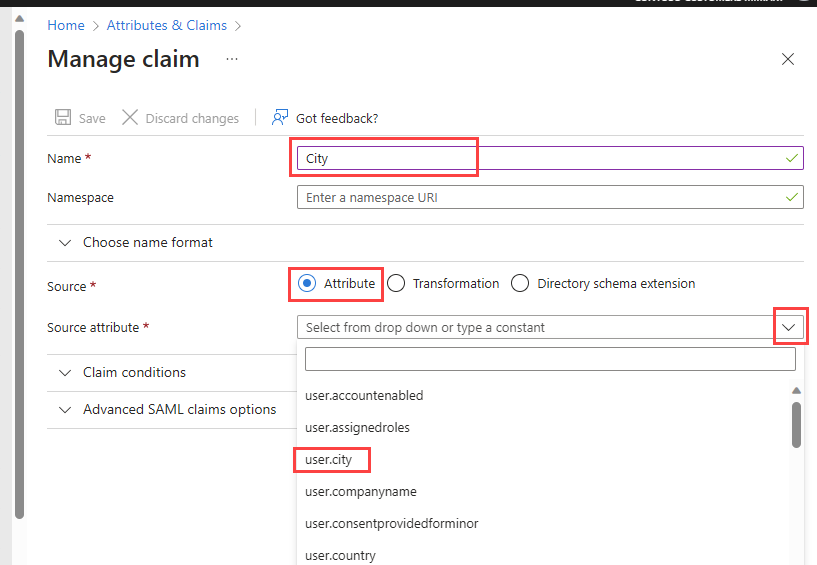 Home > Attributes & Claims >
Manage claim ...
Save Discard changes Got feedback?
Name *
City
Namespace
Enter a namespace URI
Choose name format
Source *
Attribute Transformation Directory schema extension
Source attribute *
Select from drop down or type a constant
Claim conditions
Advanced SAML claims options
user.accountenabled
user.assignedroles
user.city
user.companyname
user.consentprovidedforminor
user.country